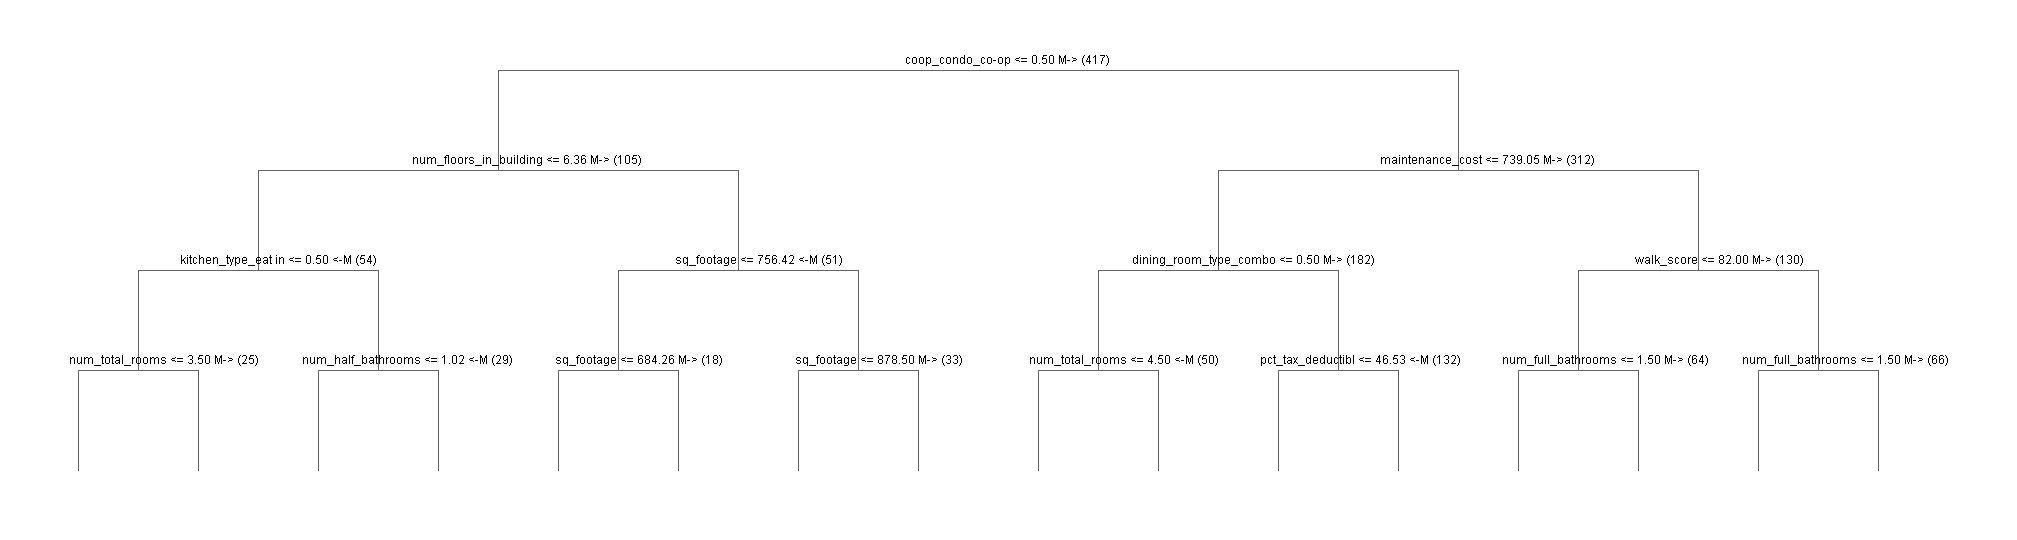 coop_condo_co-op <= 0.50 M-> (417)
num_floors_in_building <= 6.36 M-> (105)
maintenance_cost <= 739.05 M-> (312)
kitchen_type_eat in <= 0.50 <-M (54)
sq_footage <= 756.42 <-M (51)
dining_room_type_combo <= 0.50 M-> (182)
walk_score <= 82.00 M-> (130)
num_total_rooms <= 3.50 M-> (25)
num_half_bathrooms <= 1.02 <-M (29)
sq_footage <= 684.26 M-> (18)
sq_footage <= 878.50 M-> (33)
num_total_rooms <= 4.50 <-M (50)
pct_tax_deductibl <= 46.53 <-M (132)
num_full_bathrooms <= 1.50 M-> (64)
num_full_bathrooms <= 1.50 M-> (66)